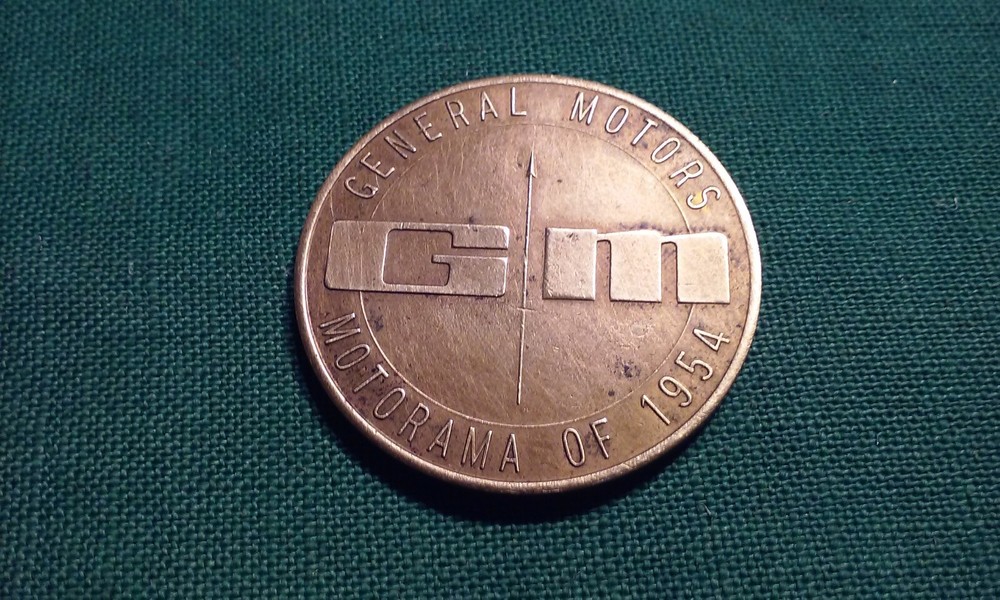 GENERAL MOTORS
Gm
MOTORAMA OF 1954